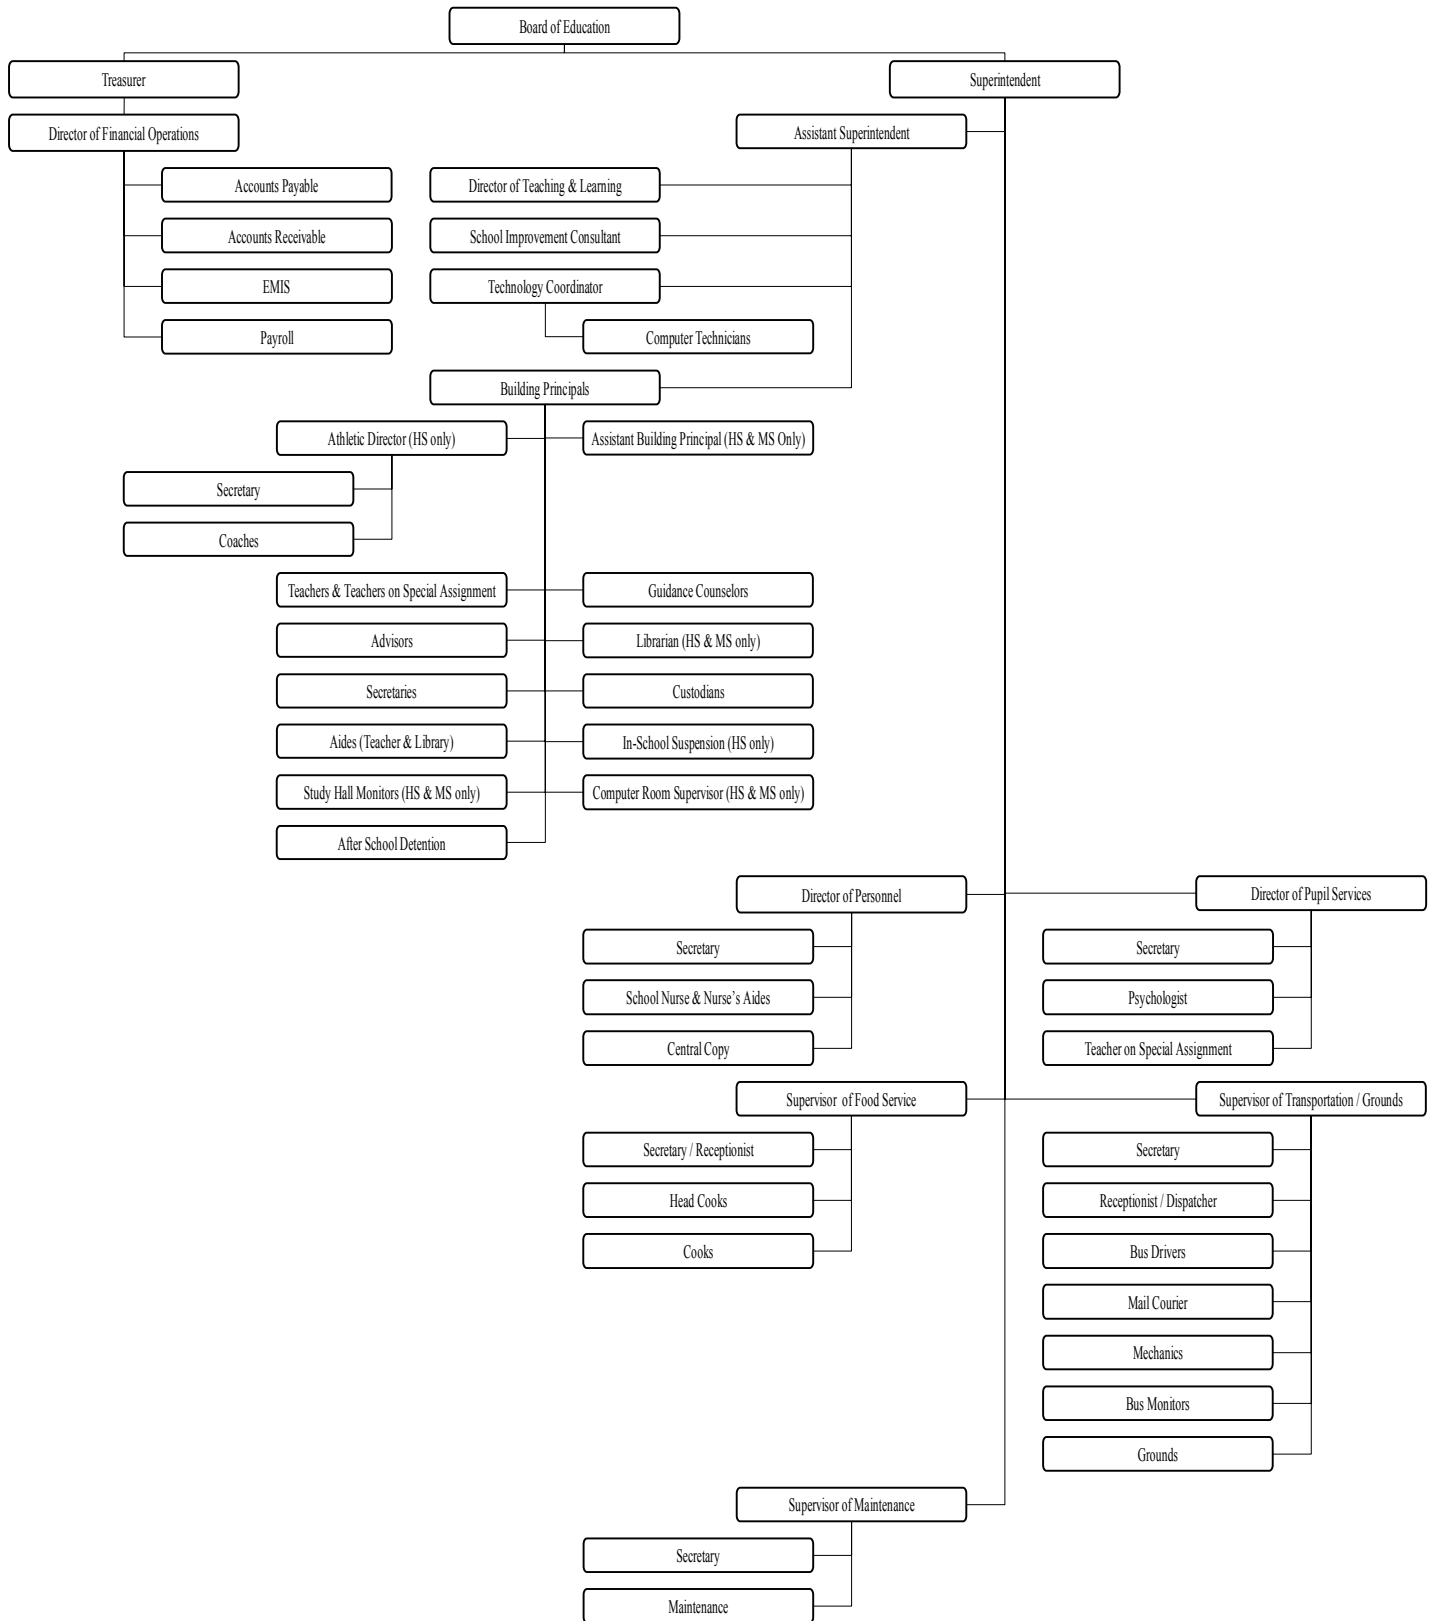 Board of Education
Treasurer
Superintendent
Director of Financial Operations
Assistant Superintendent
Accounts Payable
Director of Teaching & Learning
Accounts Receivable
School Improvement Consultant
EMIS
Technology Coordinator
Payroll
Computer Technicians
Building Principals
Athletic Director (HS only)
Assistant Building Principal (HS & MS Only)
Secretary
Coaches
Teachers & Teachers on Special Assignment
Guidance Counselors
Advisors
Librarian (HS & MS only)
Secretaries
Custodians
Aides (Teacher & Library)
In-School Suspension (HS only)
Study Hall Monitors (HS & MS only)
Computer Room Supervisor (HS & MS only)
After School Detention
Director of Personnel
Director of Pupil Services
Secretary
Secretary
School Nurse & Nurse’s Aides
Psychologist
Central Copy
Teacher on Special Assignment
Supervisor of Food Service
Supervisor of Transportation / Grounds
Secretary / Receptionist
Secretary
Head Cooks
Receptionist / Dispatcher
Cooks
Bus Drivers
Mail Courier
Mechanics
Bus Monitors
Grounds
Supervisor of Maintenance
Secretary
Maintenance